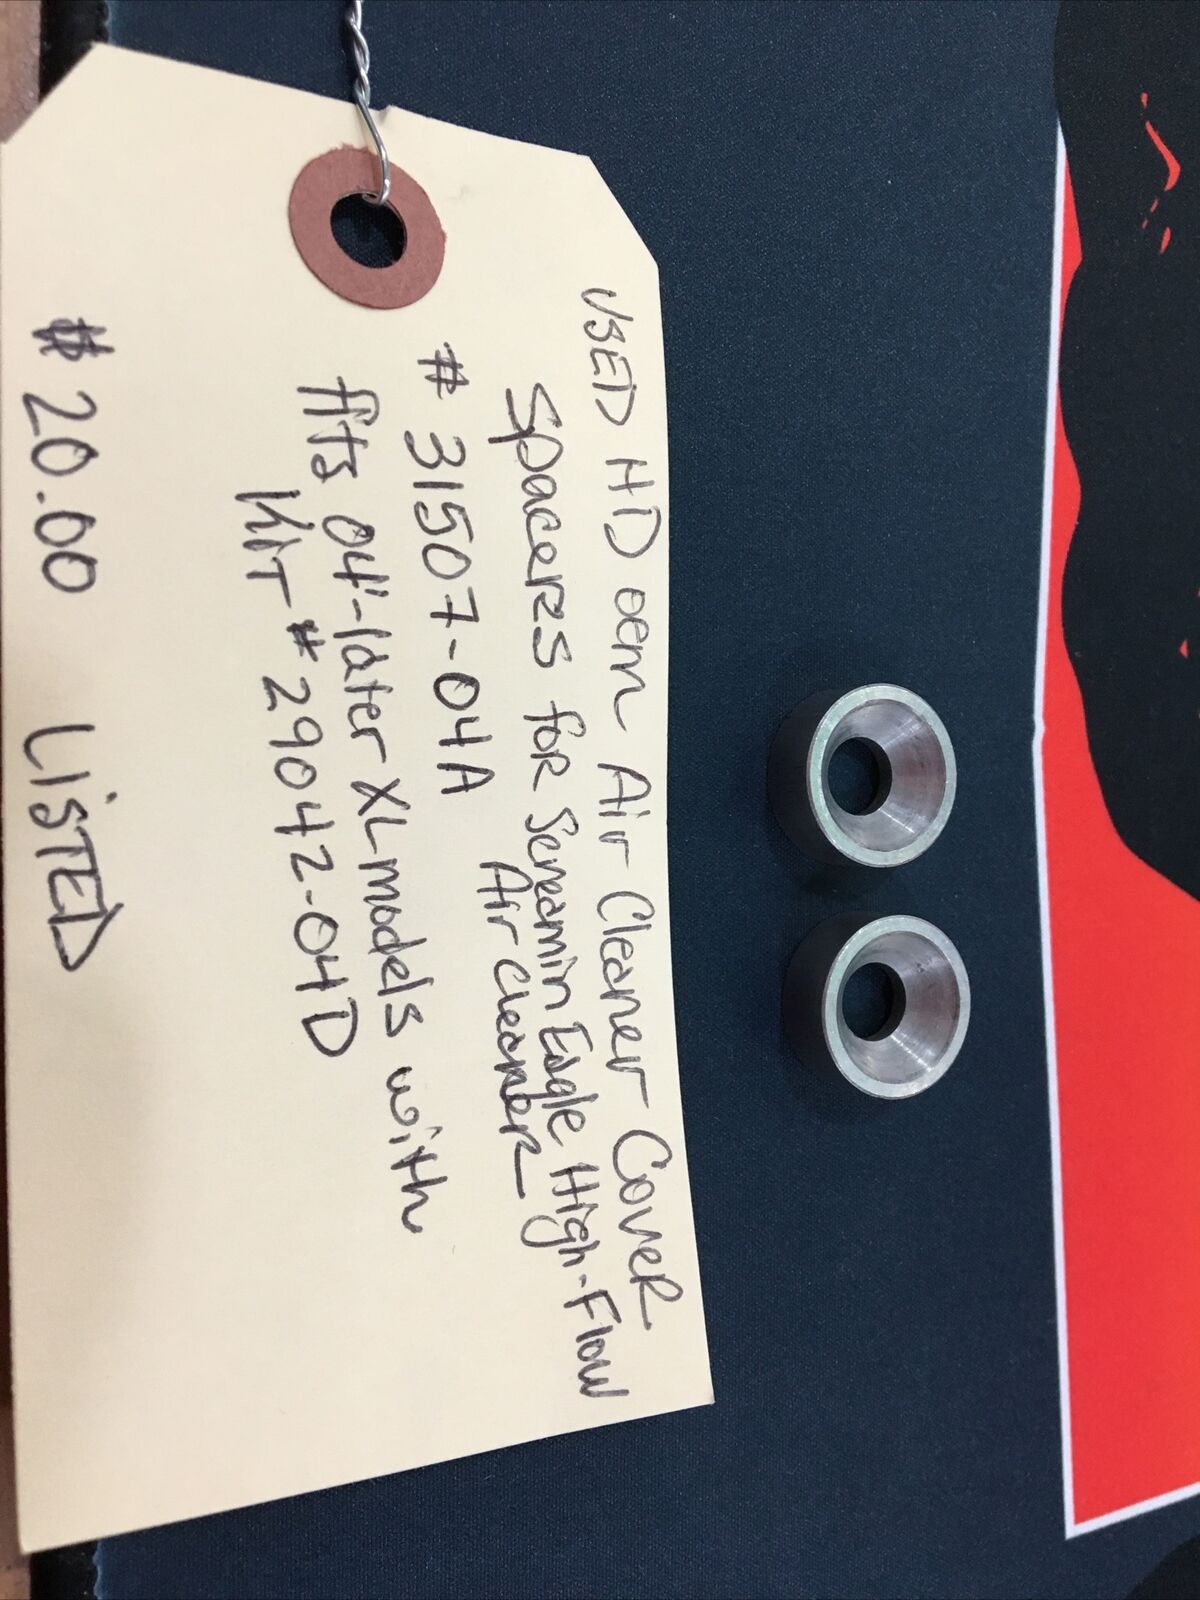 USED HD oem Air Cleaner Cover
Spacers for Screamin Eagle High-Flow
Air Cleaner
# 31507-04A
fits 04'-later XL models with
Kit # 29042-04D
$ 20.00 LISTED